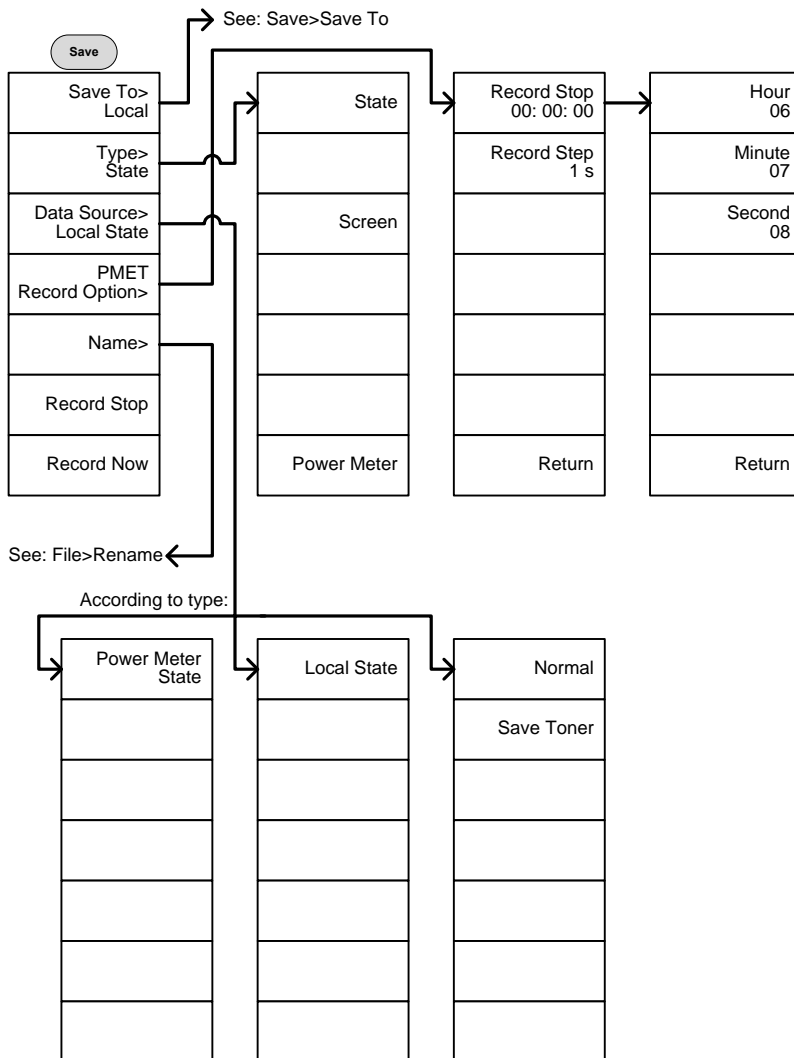 See: Save>Save To
Save
Save To>
Local
Type>
State
Data Source>
Local State
PMET
Record Option>
Name>
Record Stop
Record Now
State
Screen
Power Meter
Record Stop
00: 00: 00
Record Step
1 s
Return
Hour
06
Minute
07
Second
08
Return
See: File>Rename
According to type:
Power Meter
State
Local State
Normal
Save Toner